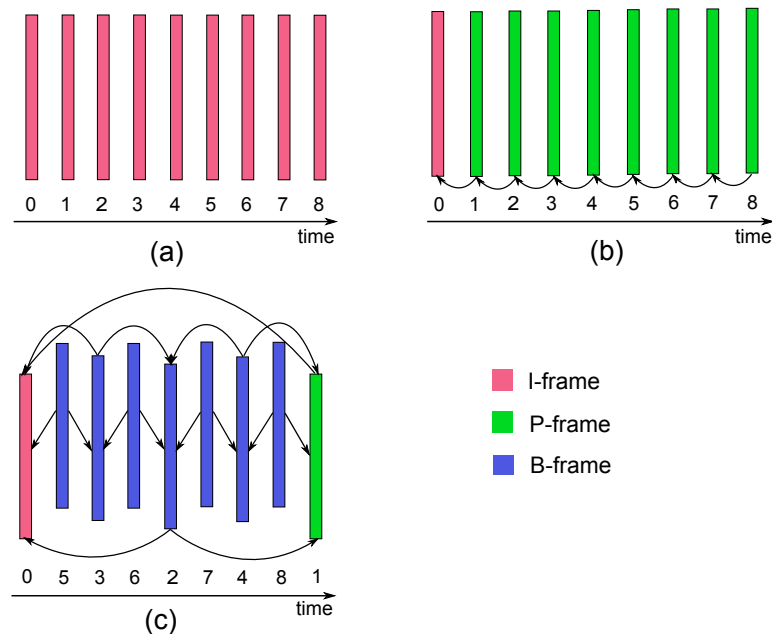 0 1 2 3 4 5 6 7 8
time
(a)
0 1 2 3 4 5 6 7 8
time
(b)
0 5 3 6 2 7 4 8 1
time
(c)
I-frame
P-frame
B-frame